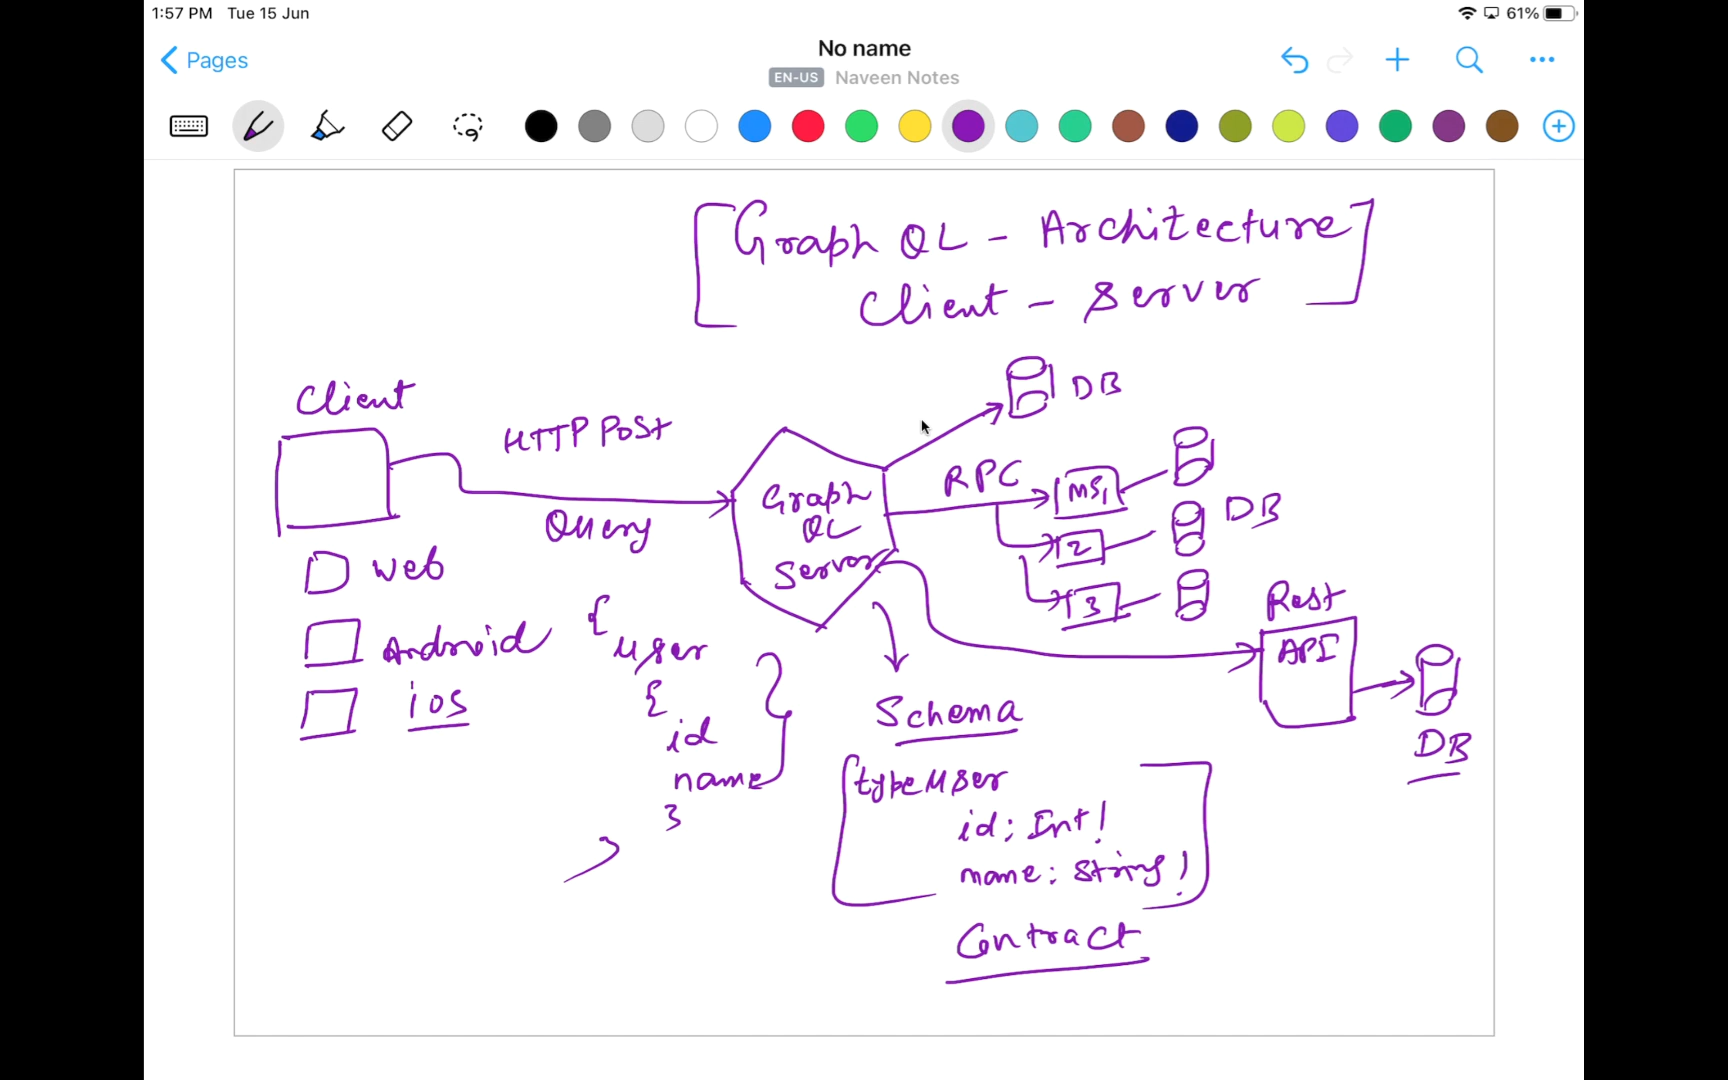 1:57 PM Tue 15 Jun
61%
Pages
No name
EN-US Naveen Notes
Graph QL - Architecture
Client - Server
Client
HTTP Post
Query
Web
Android
ios
{
user
{
id
name
}
}
Graph
QL
Server
DB
RPC
MS1
2
3
DB
Rest
API
DB
Schema
type User
id: Int!
name: String!
Contract